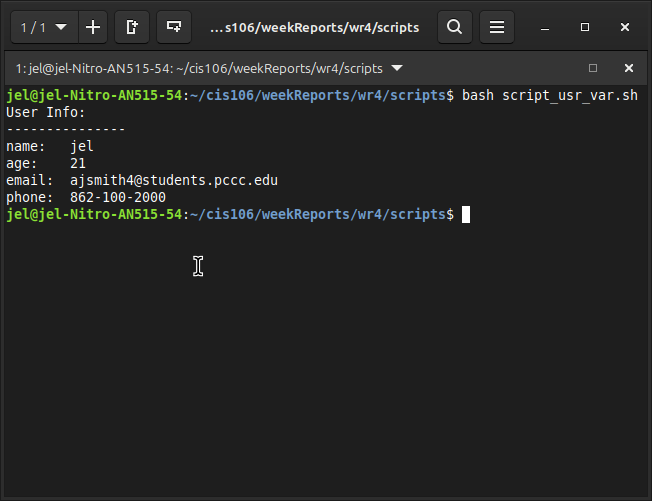 1 / 1
...s106/weekReports/wr4/scripts
1: jel@jel-Nitro-AN515-54: ~/cis106/weekReports/wr4/scripts
jel@jel-Nitro-AN515-54:~/cis106/weekReports/wr4/scripts$ bash script_usr_var.sh
User Info:
---------------
name:   jel
age:    21
email:  ajsmith4@students.pccc.edu
phone:  862-100-2000
jel@jel-Nitro-AN515-54:~/cis106/weekReports/wr4/scripts$